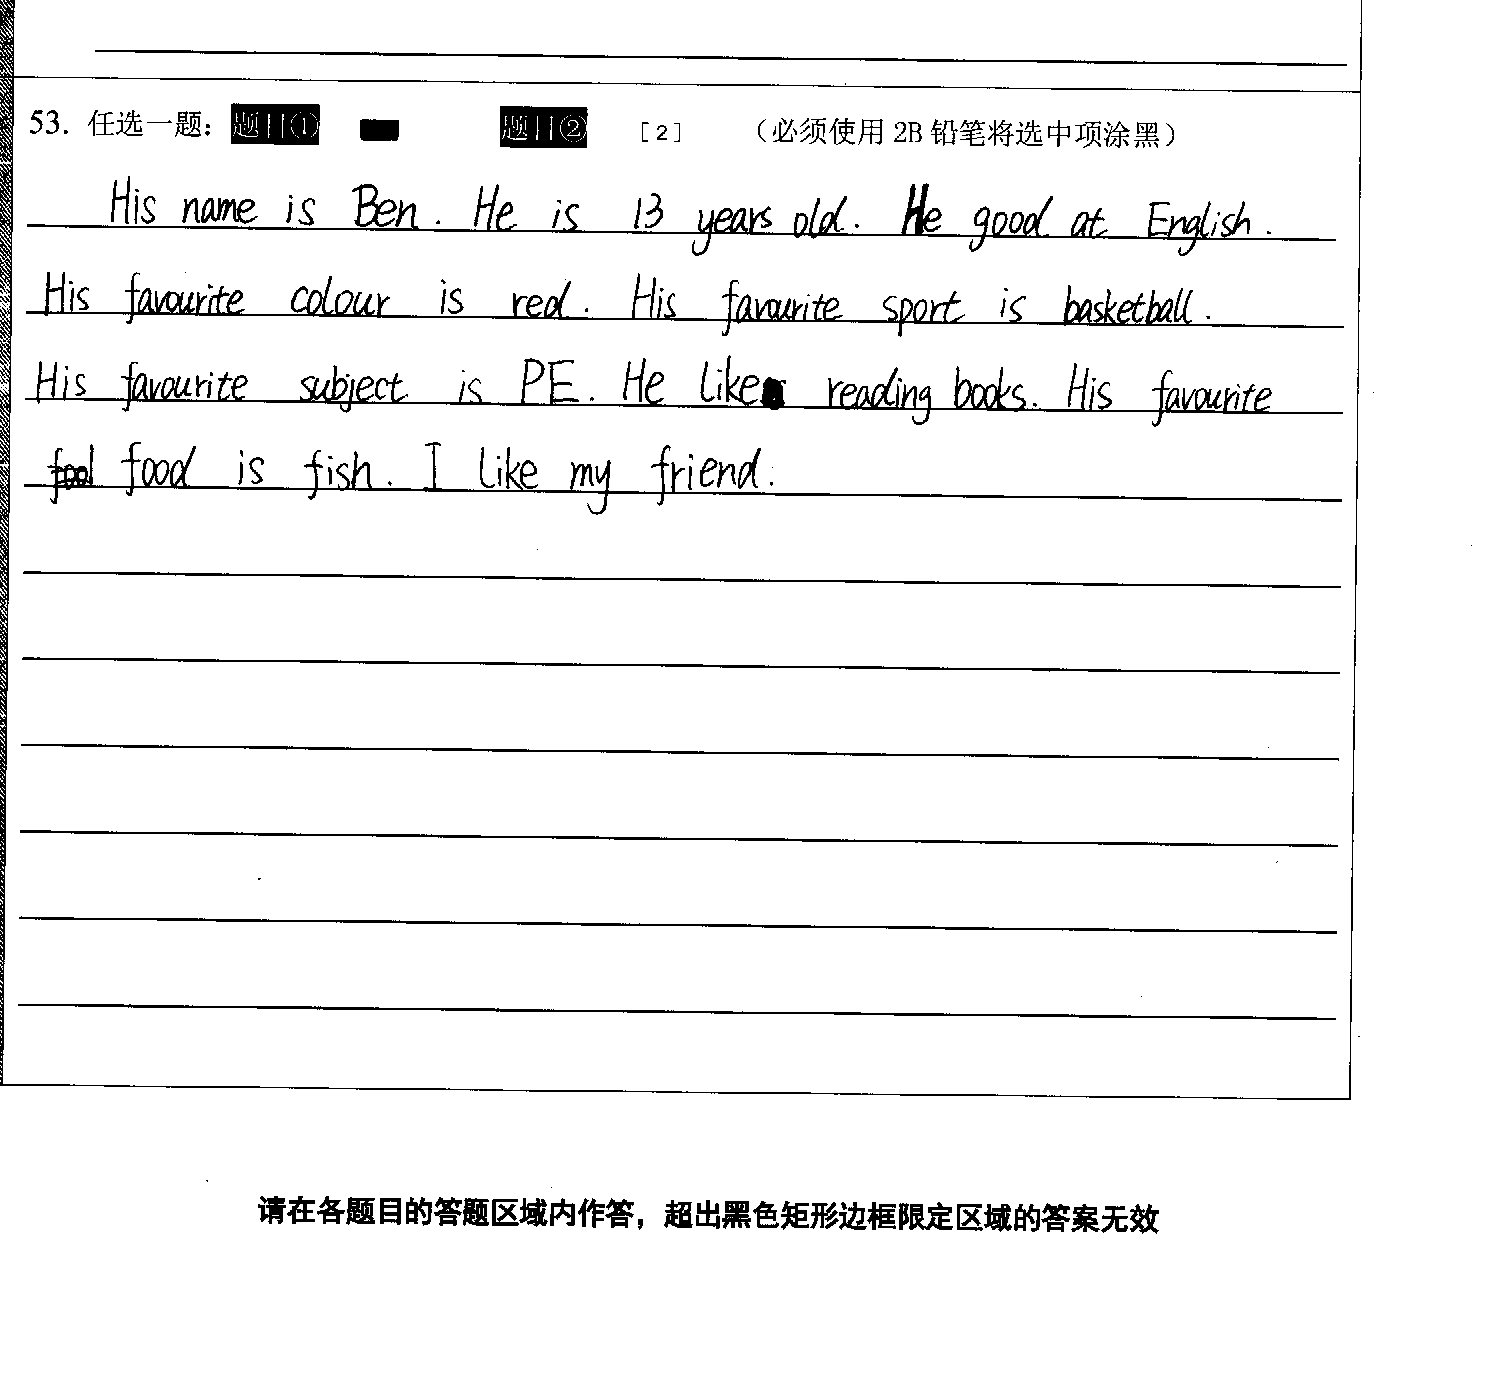 53. 任选一题: 题目① 题目② [2] (必须使用 2B 铅笔将选中项涂黑)
His name is Ben. He is 13 years old. He good at English.
His favourite colour is red. His favourite sport is basketball.
His favourite subject is PE. He likes reading books. His favourite
food is fish. I like my friend.
请在各题目的答题区域内作答，超出黑色矩形边框限定区域的答案无效